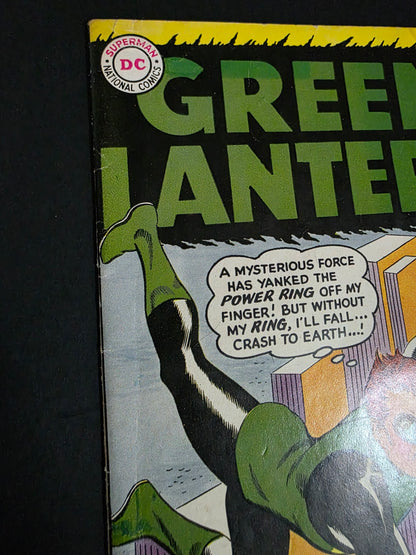 SUPERMAN
DC
NATIONAL COMICS
GREE
LANTE
A MYSTERIOUS FORCE
HAS YANKED THE
POWER RING OFF MY
FINGER! BUT WITHOUT
MY RING, I'LL FALL...
CRASH TO EARTH...!